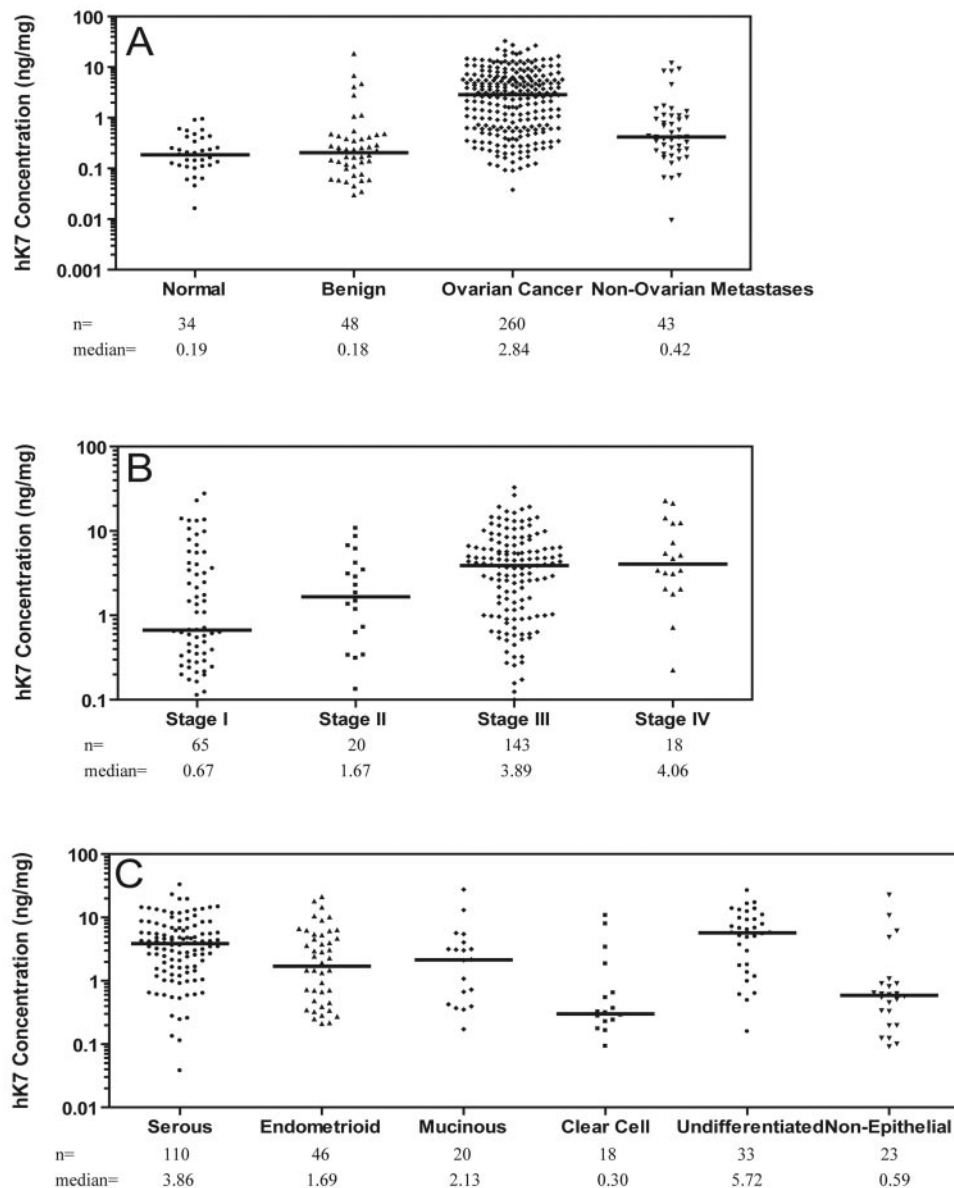 A
hK7 Concentration (ng/mg)
100
10
1
0.1
0.01
0.001
Normal Benign Ovarian Cancer Non-Ovarian Metastases
n= 34 48 260 43
median= 0.19 0.18 2.84 0.42
B
hK7 Concentration (ng/mg)
100
10
1
0.1
Stage I Stage II Stage III Stage IV
n= 65 20 143 18
median= 0.67 1.67 3.89 4.06
C
hK7 Concentration (ng/mg)
100
10
1
0.1
0.01
Serous Endometrioid Mucinous Clear Cell Undifferentiated Non-Epithelial
n= 110 46 20 18 33 23
median= 3.86 1.69 2.13 0.30 5.72 0.59